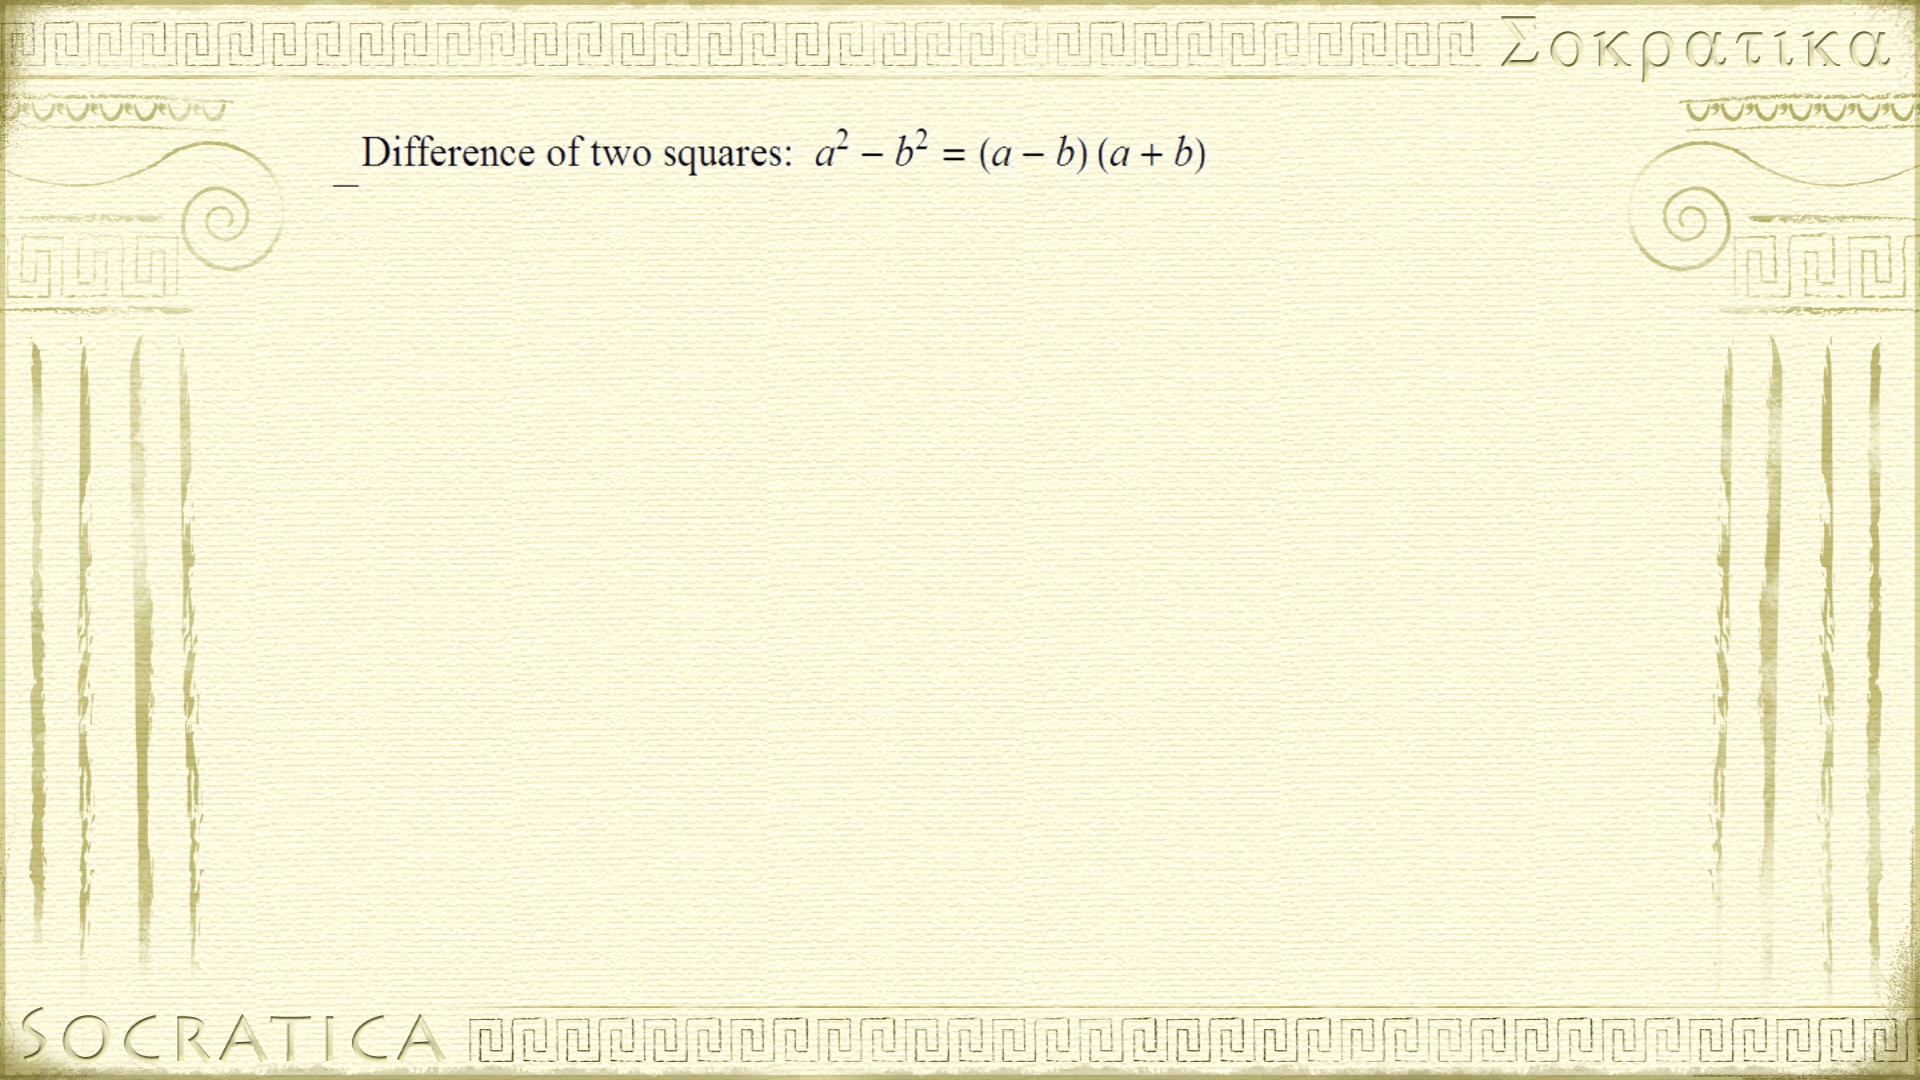 Σοκρατικα
Difference of two squares: a² − b² = (a − b) (a + b)
SOCRATICA